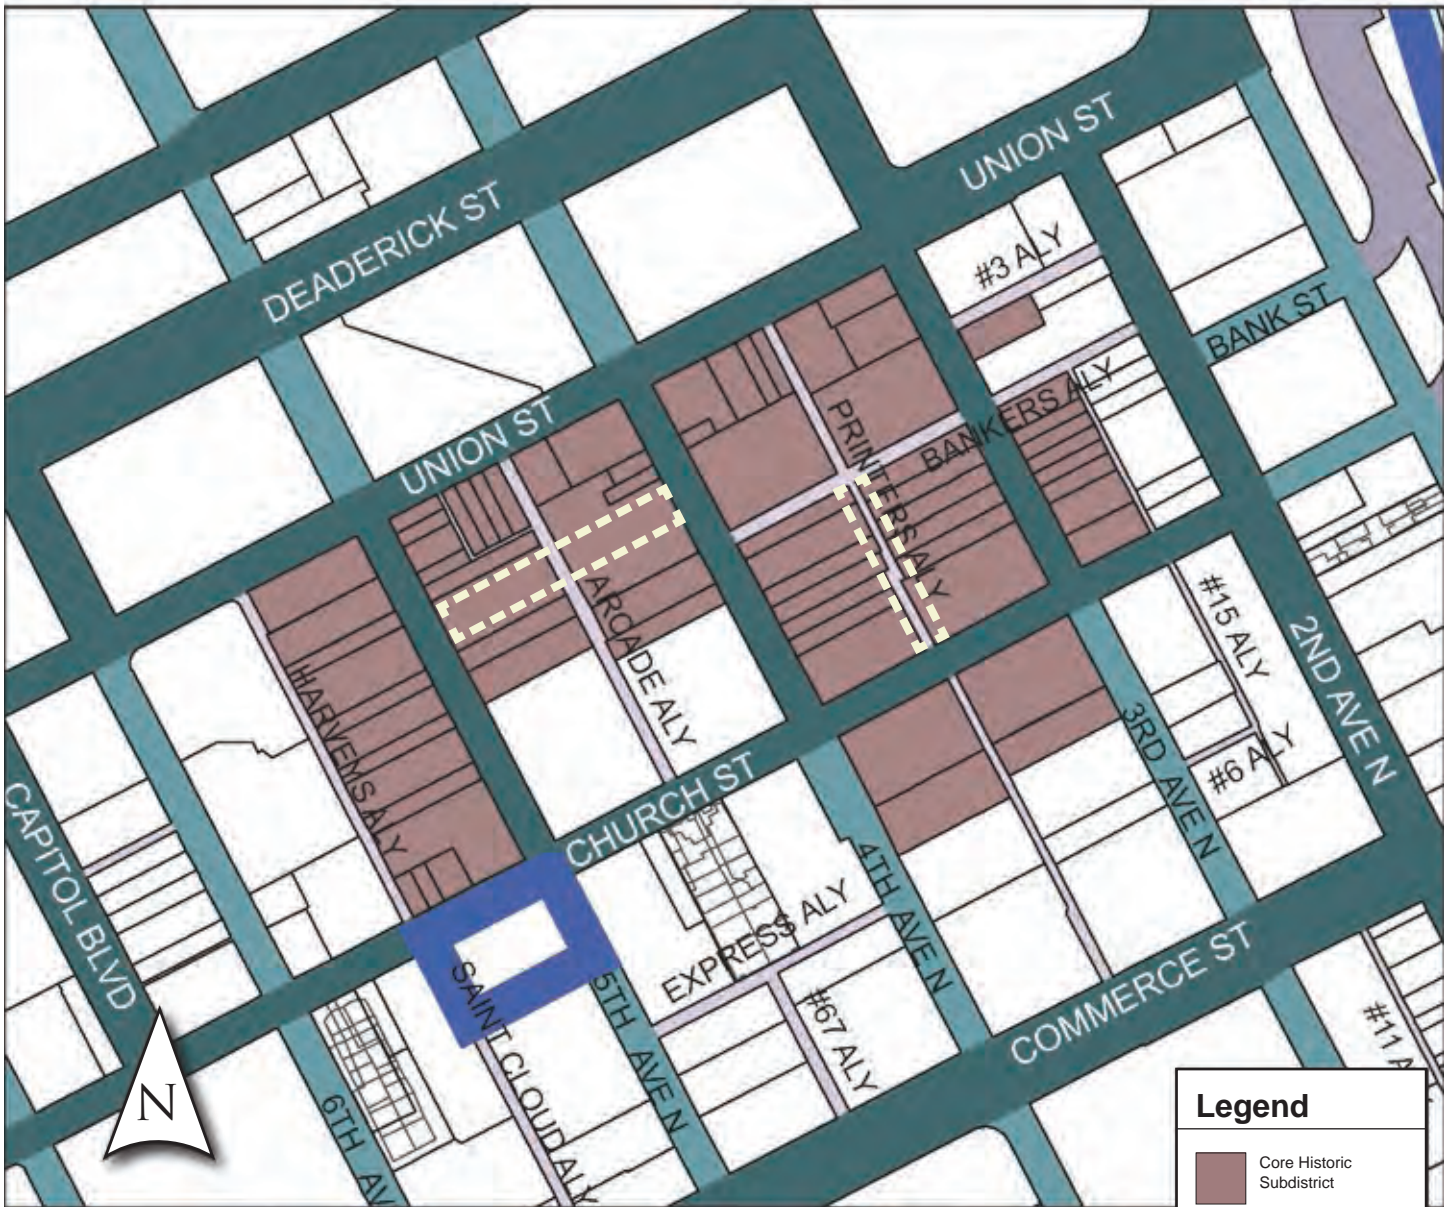 UNION ST
DEADERICK ST
#3 ALY
BANK ST
UNION ST
PRINTERS ALY
BANKERS ALY
ARCADE ALY
#15 ALY
2ND AVE N
HARVEMS ALY
3RD AVE N
#6 ALY
CAPITOL BLVD
CHURCH ST
4TH AVE N
EXPRESS ALY
SAINT CLOUD ALY
5TH AVE N
#67 ALY
COMMERCE ST
#11 A
6TH AV
N
Legend
Core Historic
Subdistrict